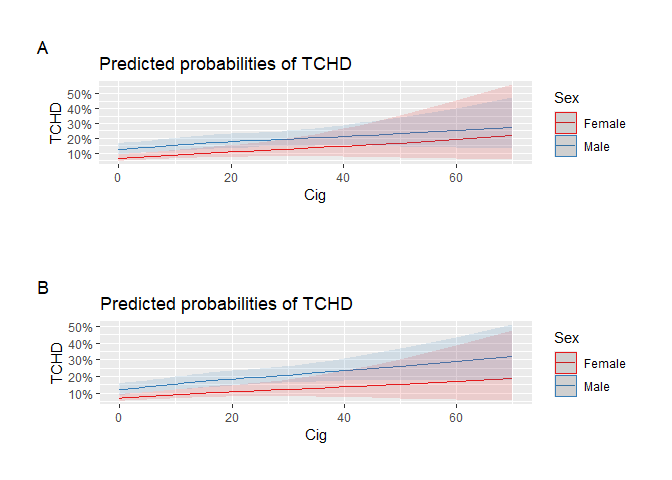 A
Predicted probabilities of TCHD
50%
40%
30%
20%
10%
TCHD
0
20
40
60
Cig
Sex
Female
Male
B
Predicted probabilities of TCHD
50%
40%
30%
20%
10%
TCHD
0
20
40
60
Cig
Sex
Female
Male